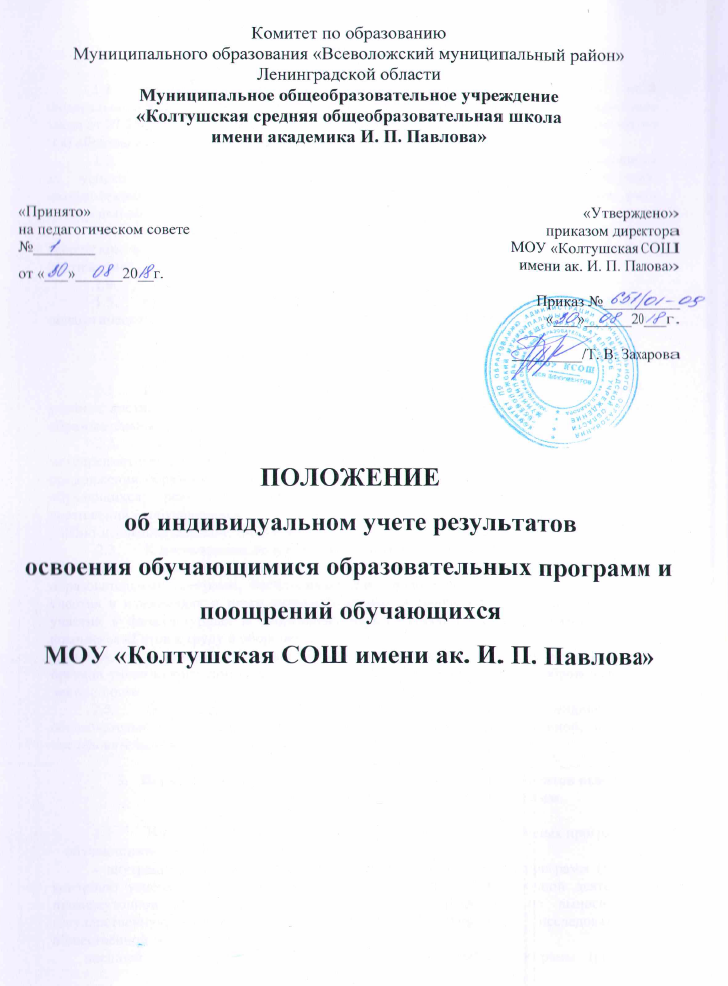 Комитет по образованию
Муниципального образования «Всеволожский муниципальный район»
Ленинградской области
Муниципальное общеобразовательное учреждение
«Колтушская средняя общеобразовательная школа
имени академика И. П. Павлова»
«Принято»
на педагогическом совете
№ 1
от «30» 08 2018г.
«Утверждено»
приказом директора
МОУ «Колтушская СОШ
имени ак. И. П. Палова»
Приказ № 651/01-09
«30» 08 2018 г.
/Т. В. Захарова
ПОЛОЖЕНИЕ
об индивидуальном учете результатов
освоения обучающимися образовательных программ и
поощрений обучающихся
МОУ «Колтушская СОШ имени ак. И. П. Павлова»